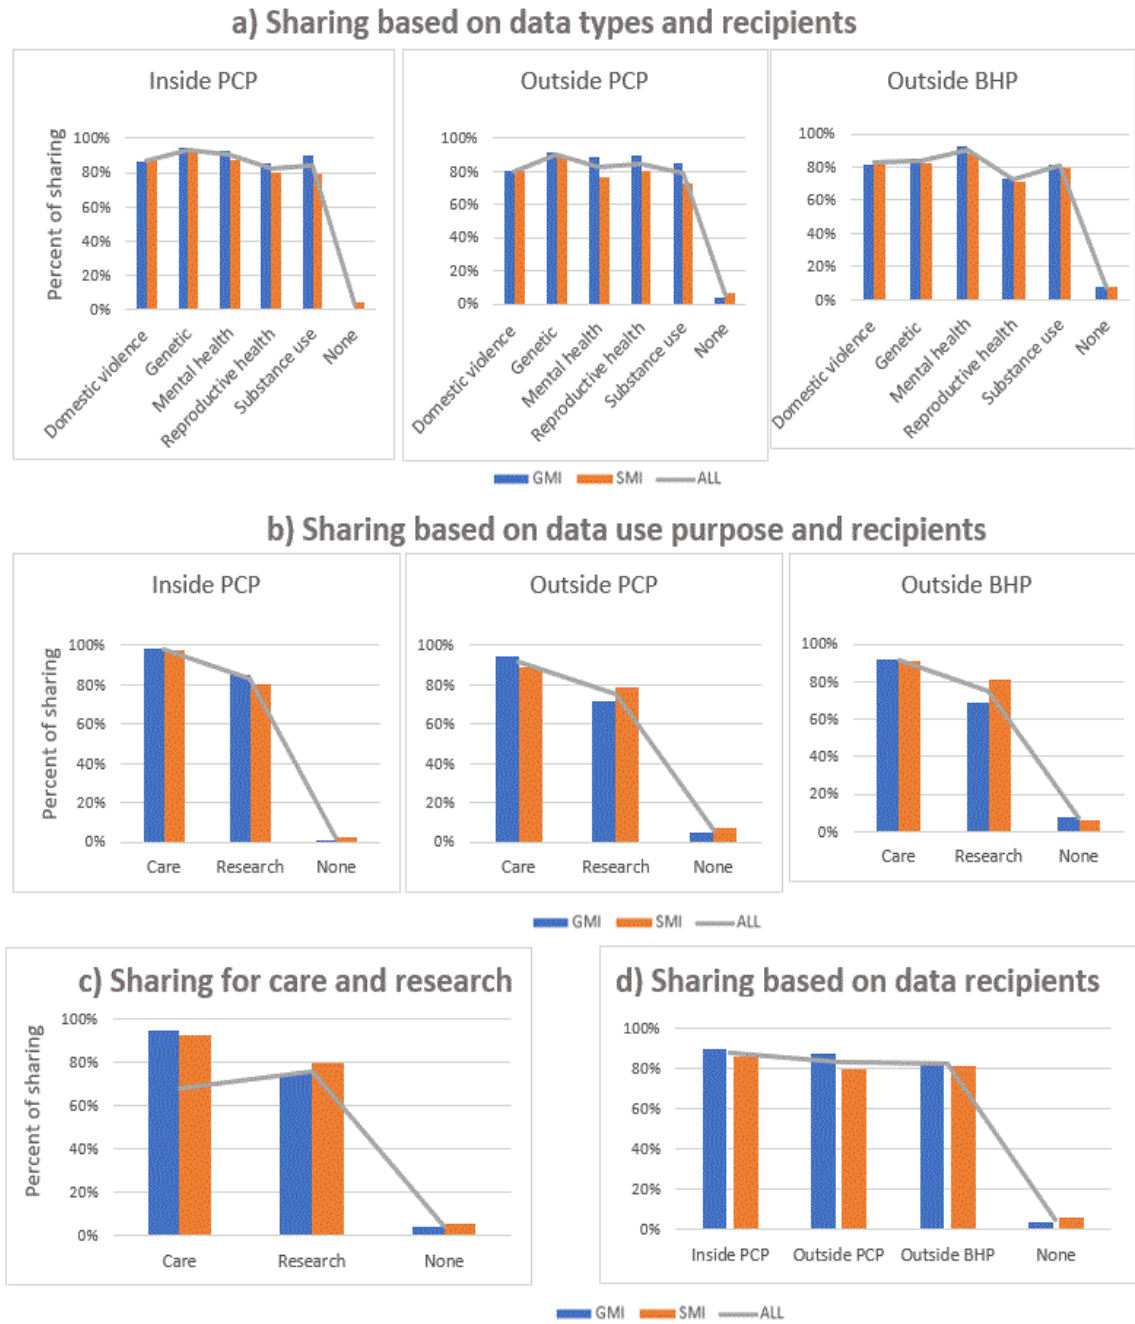 a) Sharing based on data types and recipients
Inside PCP
Outside PCP
Outside BHP
Percent of sharing
100%
80%
60%
40%
20%
0%
100%
80%
60%
40%
20%
0%
100%
80%
60%
40%
20%
0%
Domestic violence
Genetic
Mental health
Reproductive health
Substance use
None
Domestic violence
Genetic
Mental health
Reproductive health
Substance use
None
Domestic violence
Genetic
Mental health
Reproductive health
Substance use
None
GMI SMI ALL
b) Sharing based on data use purpose and recipients
Inside PCP
Outside PCP
Outside BHP
Percent of sharing
100%
80%
60%
40%
20%
0%
100%
80%
60%
40%
20%
0%
100%
80%
60%
40%
20%
0%
Care Research None
Care Research None
Care Research None
GMI SMI ALL
c) Sharing for care and research
Percent of sharing
100%
80%
60%
40%
20%
0%
Care Research None
d) Sharing based on data recipients
100%
80%
60%
40%
20%
0%
Inside PCP Outside PCP Outside BHP None
GMI SMI ALL